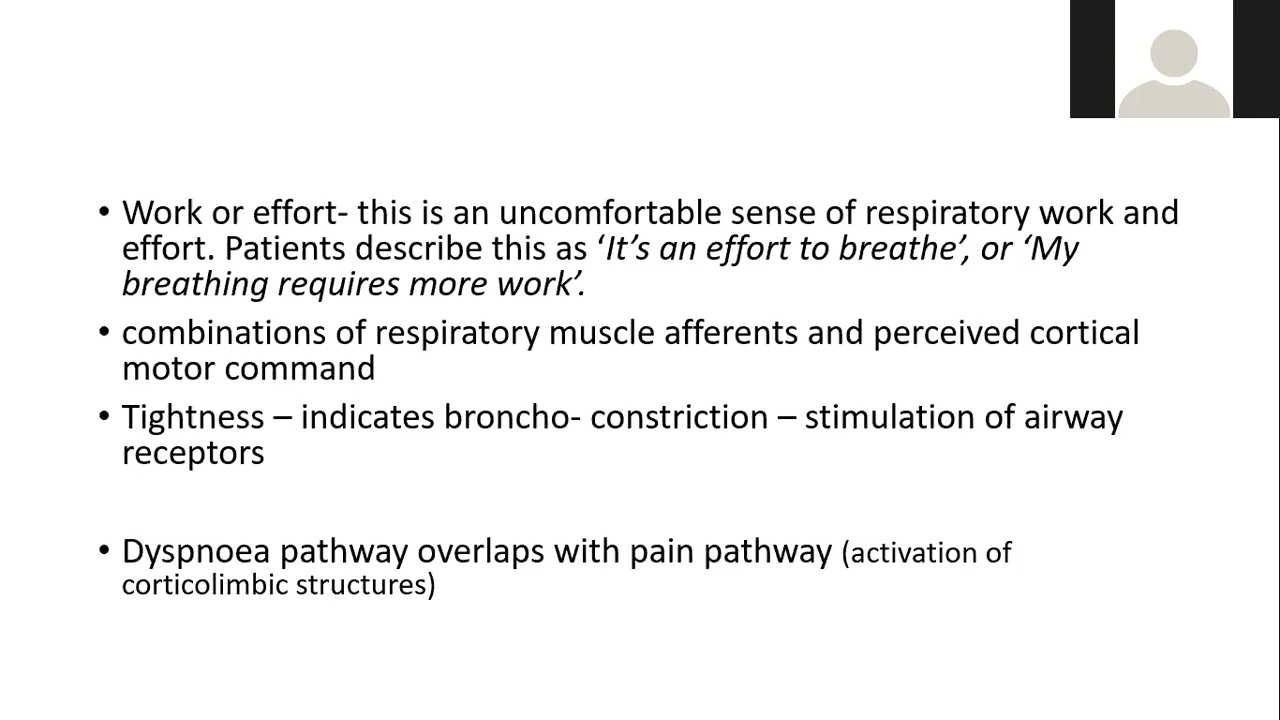 • Work or effort- this is an uncomfortable sense of respiratory work and
effort. Patients describe this as ‘It’s an effort to breathe’, or ‘My
breathing requires more work’.
• combinations of respiratory muscle afferents and perceived cortical
motor command
• Tightness – indicates broncho- constriction – stimulation of airway
receptors
• Dyspnoea pathway overlaps with pain pathway (activation of
corticolimbic structures)